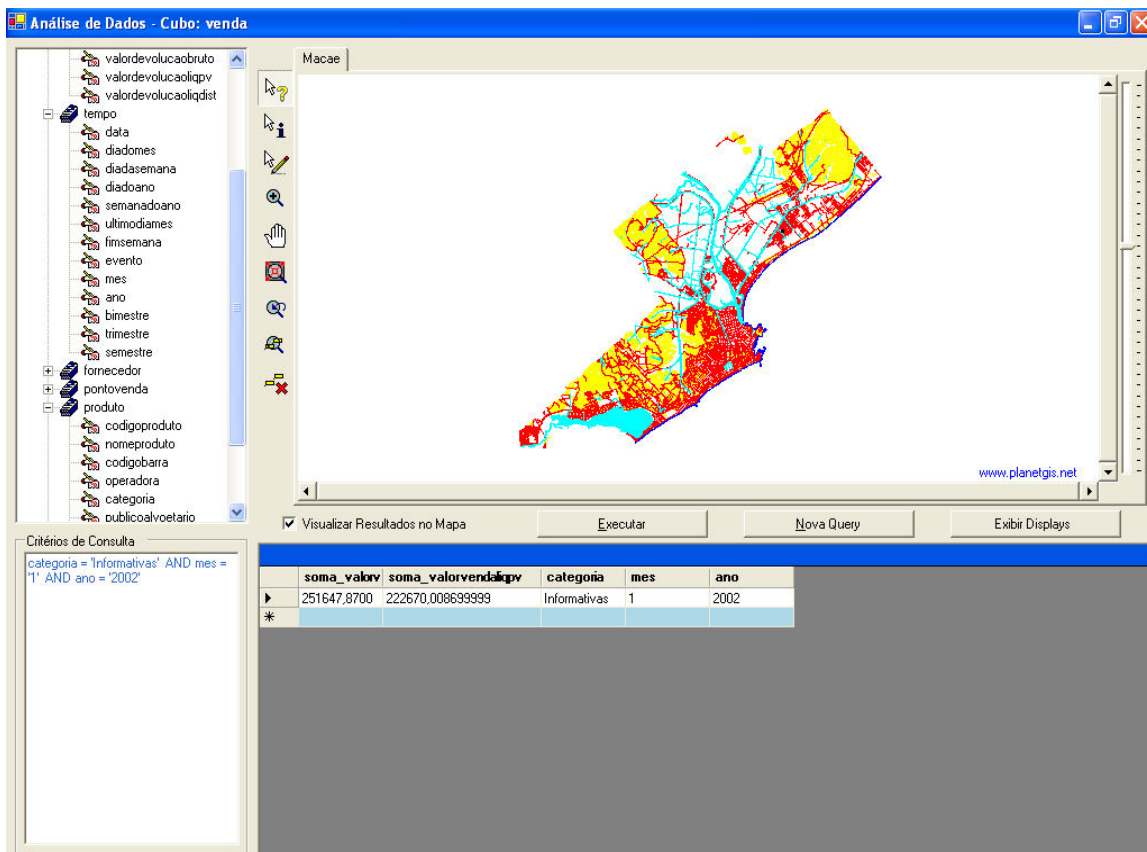 Análise de Dados - Cubo: venda
valordevolucaobruto
valordevolucaoliqpv
valordevolucaoliqdist
tempo
data
diadomes
diadasemana
diadoano
semanadoano
ultimodiames
fimsemana
evento
mes
ano
bimestre
trimestre
semestre
fornecedor
pontovenda
produto
codigoproduto
nomeproduto
codigobarra
operadora
categoria
publicoalvoetario
Macae
www.planetgis.net
Visualizar Resultados no Mapa
Executar
Nova Query
Exibir Displays
Critérios de Consulta
categoria = 'Informativas' AND mes =
'1' AND ano = '2002'
soma_valorv soma_valorvendaliqpv categoria mes ano
251647,8700 222670,008699999 Informativas 1 2002